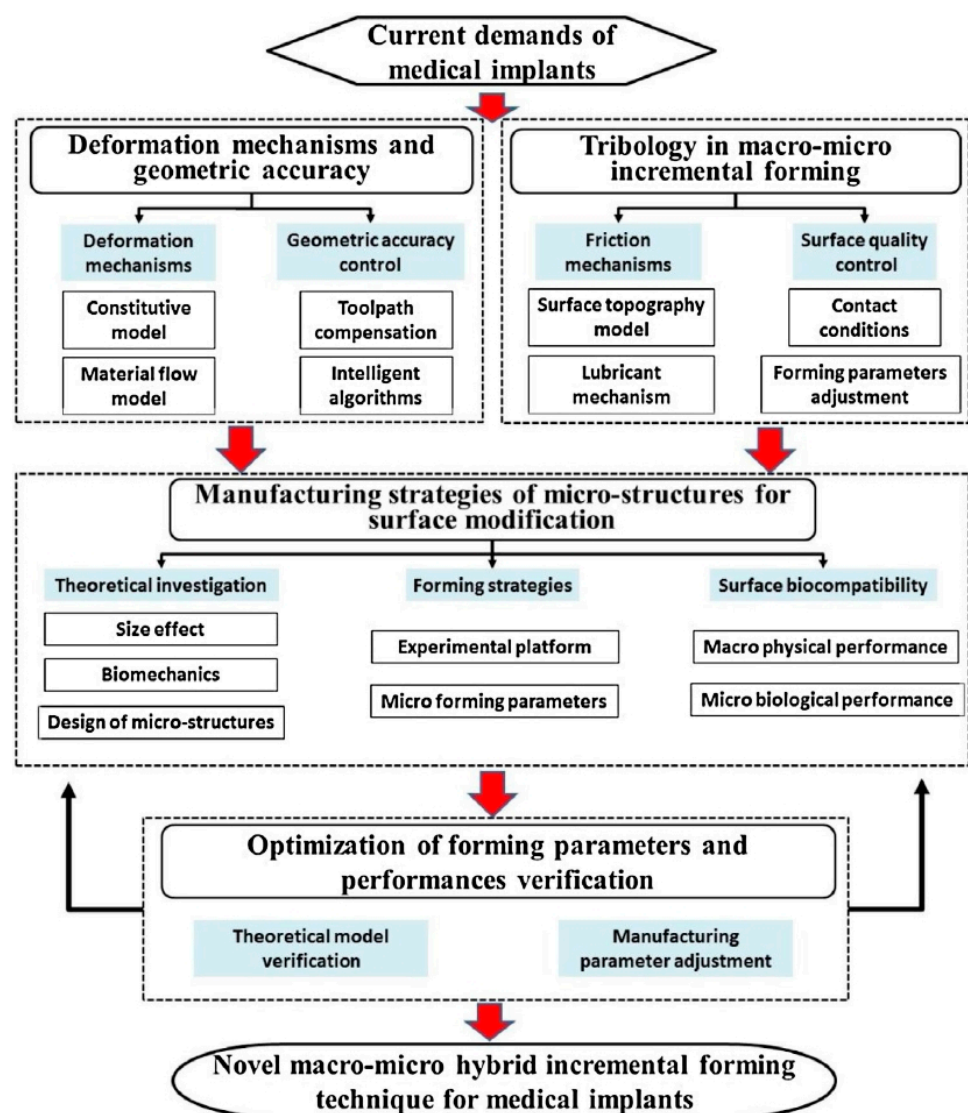 Current demands of
medical implants
Deformation mechanisms and
geometric accuracy
Deformation
mechanisms
Geometric accuracy
control
Constitutive
model
Toolpath
compensation
Material flow
model
Intelligent
algorithms
Tribology in macro-micro
incremental forming
Friction
mechanisms
Surface quality
control
Surface topography
model
Contact
conditions
Lubricant
mechanism
Forming parameters
adjustment
Manufacturing strategies of micro-structures for
surface modification
Theoretical investigation
Size effect
Biomechanics
Design of micro-structures
Forming strategies
Experimental platform
Micro forming parameters
Surface biocompatibility
Macro physical performance
Micro biological performance
Optimization of forming parameters and
performances verification
Theoretical model
verification
Manufacturing
parameter adjustment
Novel macro-micro hybrid incremental forming
technique for medical implants